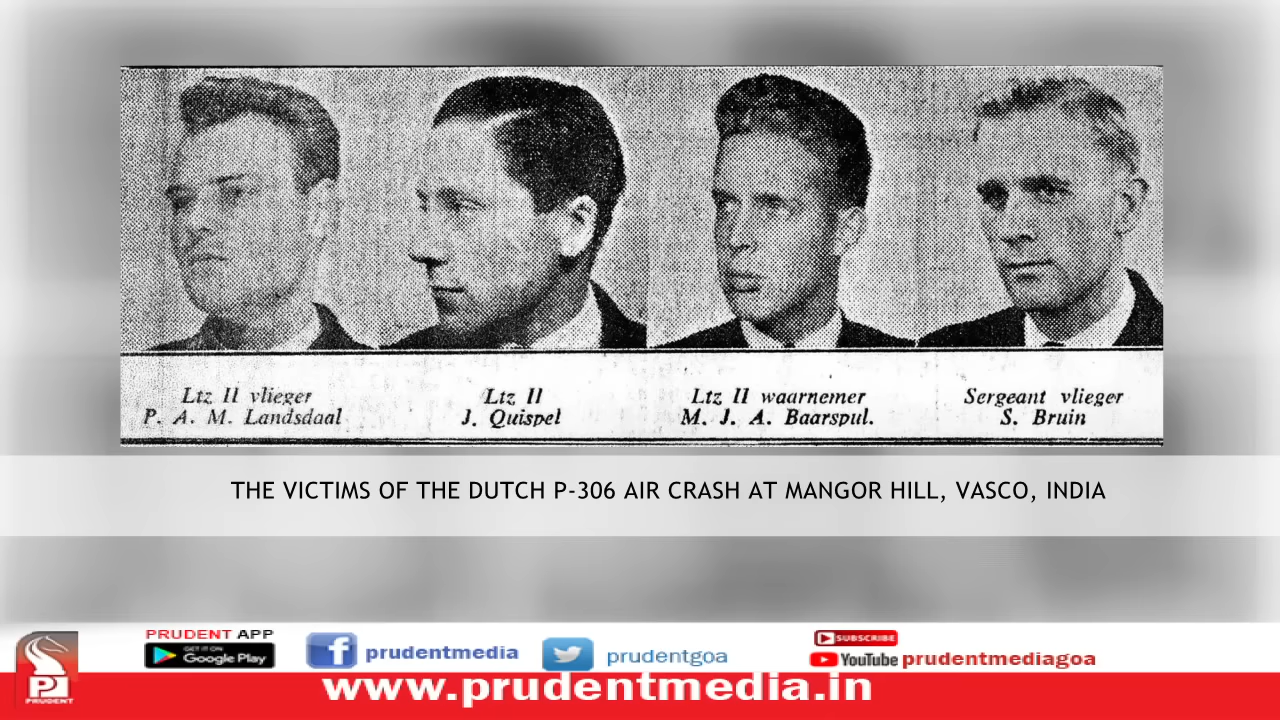 Ltz II vlieger
P. A. M. Landsdaal
Ltz II
J. Quispel
Ltz II waarnemer
M. J. A. Baarspul.
Sergeant vlieger
S. Bruin
THE VICTIMS OF THE DUTCH P-306 AIR CRASH AT MANGOR HILL, VASCO, INDIA
PRUDENT APP
GET IT ON
Google Play
prudentmedia
prudentgoa
SUBSCRIBE
YouTube prudentmediagoa
PRUDENT
www.prudentmedia.in